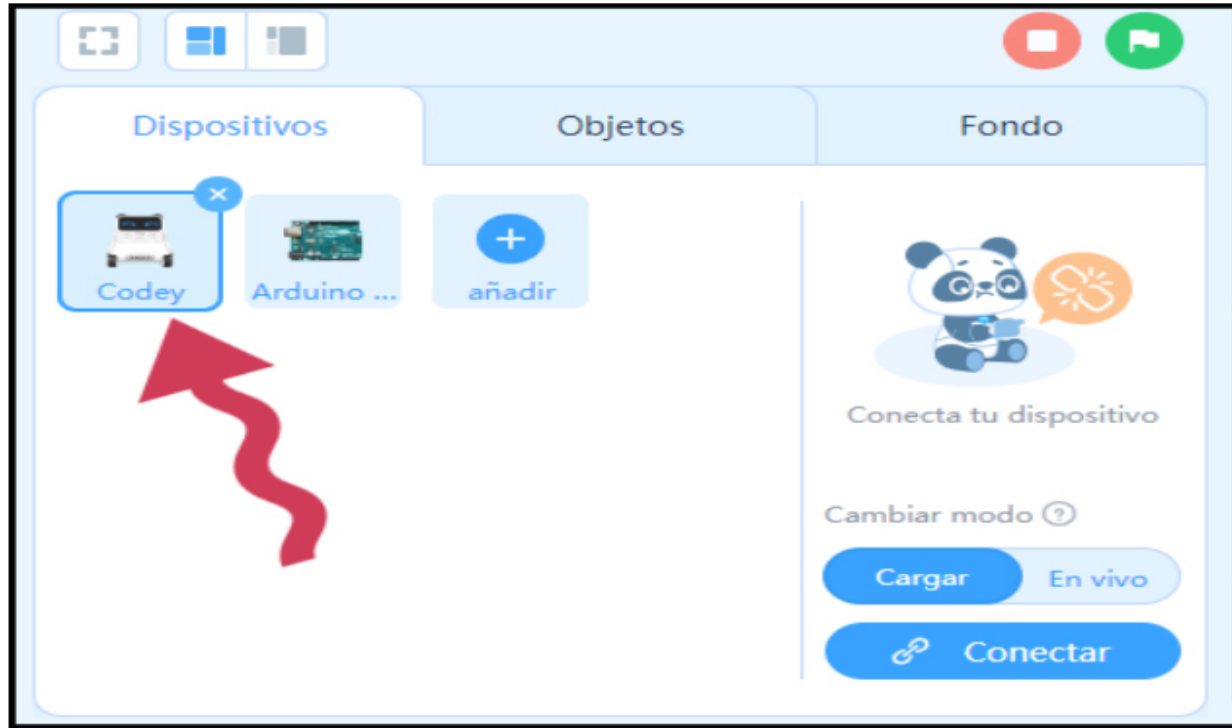 Dispositivos
Objetos
Fondo
Codey
Arduino ...
añadir
Conecta tu dispositivo
Cambiar modo ?
Cargar
En vivo
Conectar